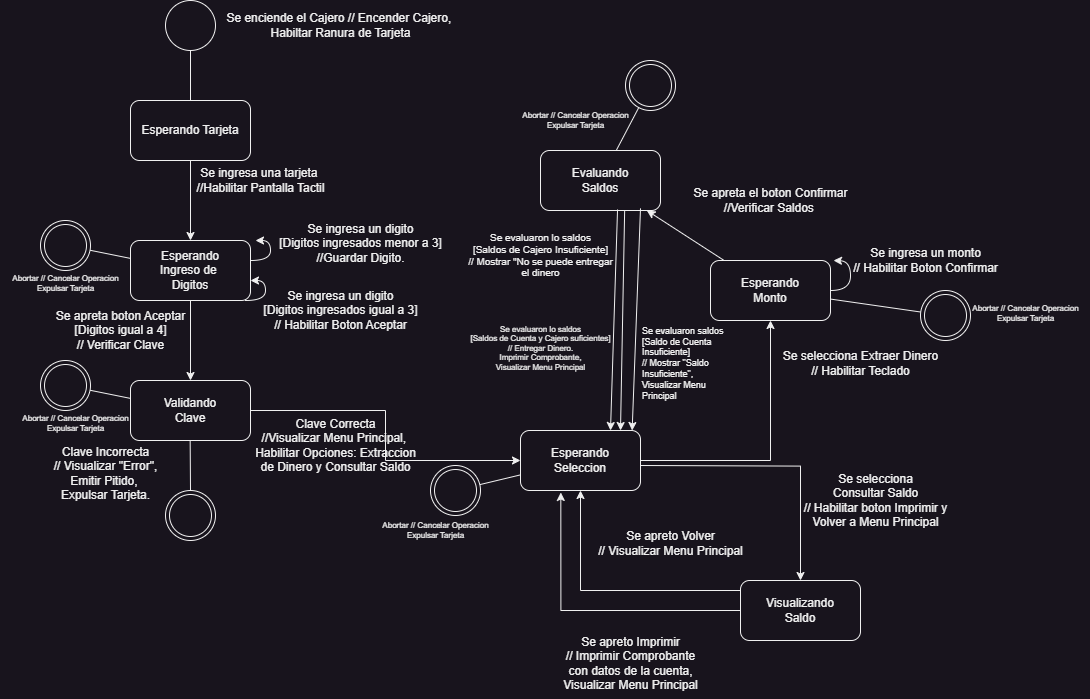 Se enciende el Cajero // Encender Cajero,
Habiltar Ranura de Tarjeta
Esperando Tarjeta
Se ingresa una tarjeta
//Habilitar Pantalla Tactil
Esperando
Ingreso de
Digitos
Se ingresa un digito
[Digitos ingresados menor a 3]
//Guardar Digito.
Se ingresa un digito
[Digitos ingresados igual a 3]
// Habilitar Boton Aceptar
Abortar // Cancelar Operacion
Expulsar Tarjeta
Se apreta boton Aceptar
[Digitos igual a 4]
// Verificar Clave
Validando
Clave
Abortar // Cancelar Operacion
Expulsar Tarjeta
Clave Incorrecta
// Visualizar "Error",
Emitir Pitido,
Expulsar Tarjeta.
Clave Correcta
//Visualizar Menu Principal,
Habilitar Opciones: Extraccion
de Dinero y Consultar Saldo
Abortar // Cancelar Operacion
Expulsar Tarjeta
Evaluando
Saldos
Abortar // Cancelar Operacion
Expulsar Tarjeta
Se apreta el boton Confirmar
//Verificar Saldos
Se evaluaron lo saldos
[Saldos de Cajero Insuficiente]
// Mostrar "No se puede entregar
el dinero
Se evaluaron lo saldos
[Saldos de Cuenta y Cajero suficientes]
// Entregar Dinero.
Imprimir Comprobante,
Visualizar Menu Principal
Se evaluaron saldos
[Saldo de Cuenta
Insuficiente]
// Mostrar "Saldo
Insuficiente",
Visualizar Menu
Principal
Esperando
Monto
Se ingresa un monto
// Habilitar Boton Confirmar
Abortar // Cancelar Operacion
Expulsar Tarjeta
Se selecciona Extraer Dinero
// Habilitar Teclado
Esperando
Seleccion
Abortar // Cancelar Operacion
Expulsar Tarjeta
Se selecciona
Consultar Saldo
// Habilitar boton Imprimir y
Volver a Menu Principal
Se apreto Volver
// Visualizar Menu Principal
Visualizando
Saldo
Se apreto Imprimir
// Imprimir Comprobante
con datos de la cuenta,
Visualizar Menu Principal